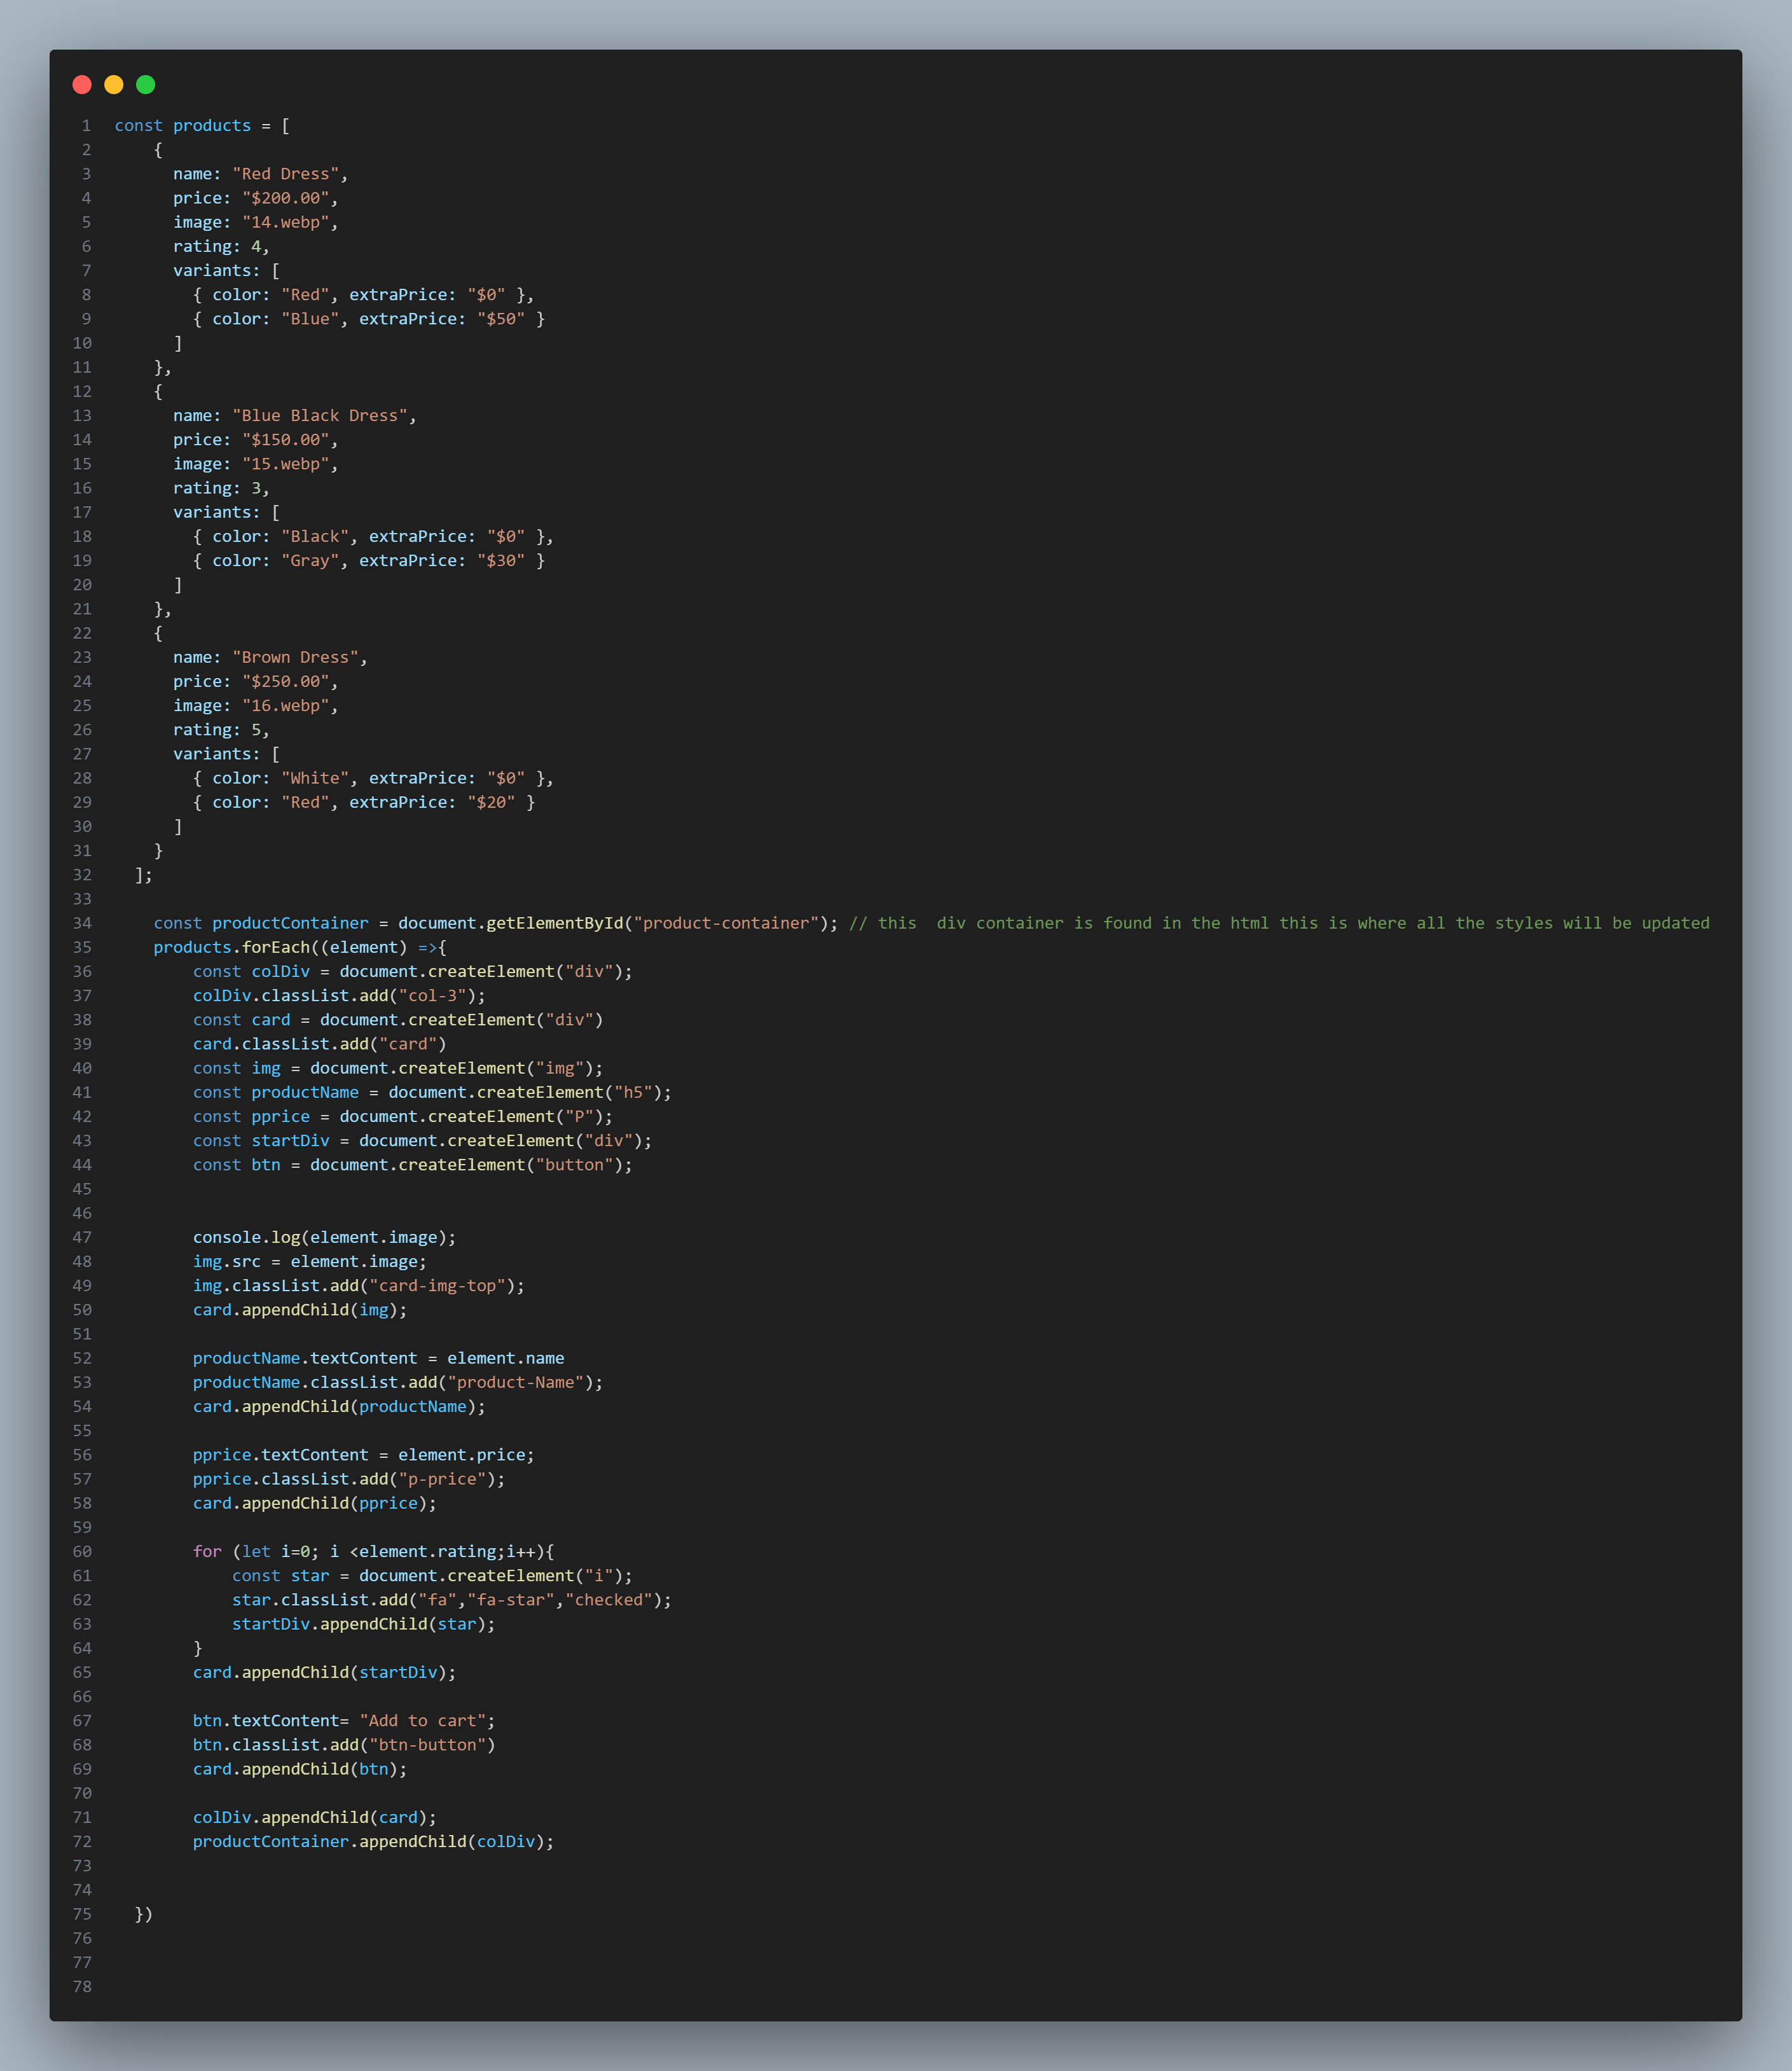 1 const products = [
2 {
3 name: "Red Dress",
4 price: "$200.00",
5 image: "14.webp",
6 rating: 4,
7 variants: [
8 { color: "Red", extraPrice: "$0" },
9 { color: "Blue", extraPrice: "$50" }
10 ]
11 },
12 {
13 name: "Blue Black Dress",
14 price: "$150.00",
15 image: "15.webp",
16 rating: 3,
17 variants: [
18 { color: "Black", extraPrice: "$0" },
19 { color: "Gray", extraPrice: "$30" }
20 ]
21 },
22 {
23 name: "Brown Dress",
24 price: "$250.00",
25 image: "16.webp",
26 rating: 5,
27 variants: [
28 { color: "White", extraPrice: "$0" },
29 { color: "Red", extraPrice: "$20" }
30 ]
31 }
32 ];
33
34 const productContainer = document.getElementById("product-container"); // this  div container is found in the html this is where all the styles will be updated
35 products.forEach((element) =>{
36 const colDiv = document.createElement("div");
37 colDiv.classList.add("col-3");
38 const card = document.createElement("div")
39 card.classList.add("card")
40 const img = document.createElement("img");
41 const productName = document.createElement("h5");
42 const pprice = document.createElement("P");
43 const startDiv = document.createElement("div");
44 const btn = document.createElement("button");
45
46
47 console.log(element.image);
48 img.src = element.image;
49 img.classList.add("card-img-top");
50 card.appendChild(img);
51
52 productName.textContent = element.name
53 productName.classList.add("product-Name");
54 card.appendChild(productName);
55
56 pprice.textContent = element.price;
57 pprice.classList.add("p-price");
58 card.appendChild(pprice);
59
60 for (let i=0; i <element.rating;i++){
61 const star = document.createElement("i");
62 star.classList.add("fa","fa-star","checked");
63 startDiv.appendChild(star);
64 }
65 card.appendChild(startDiv);
66
67 btn.textContent= "Add to cart";
68 btn.classList.add("btn-button")
69 card.appendChild(btn);
70
71 colDiv.appendChild(card);
72 productContainer.appendChild(colDiv);
73
74
75 })
76
77
78